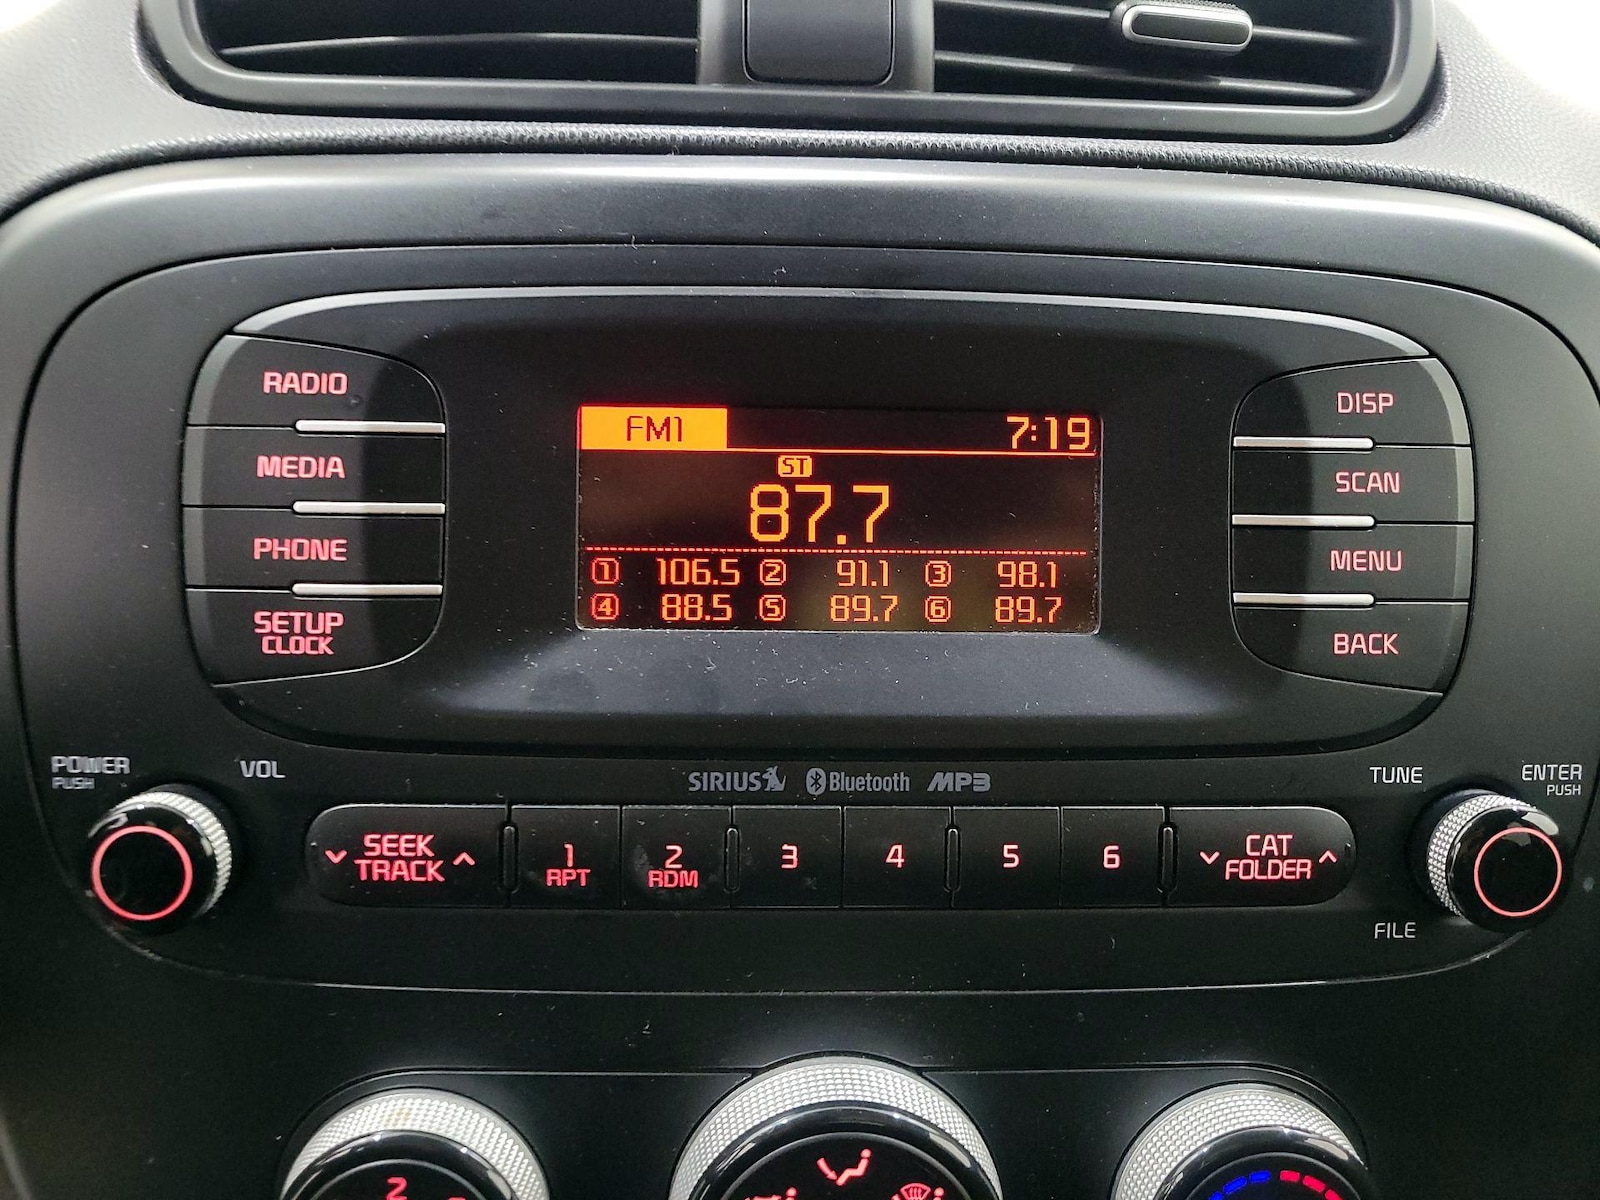 RADIO
MEDIA
PHONE
SETUP
CLOCK
FM1 7:19
ST
87.7
1 106.5 2 91.1 3 98.1
4 88.5 5 89.7 6 89.7
DISP
SCAN
MENU
BACK
POWER
PUSH
VOL
SIRIUS Bluetooth MP3
TUNE
ENTER
PUSH
SEEK
TRACK
1
RPT
2
RDM
3
4
5
6
CAT
FOLDER
FILE
2